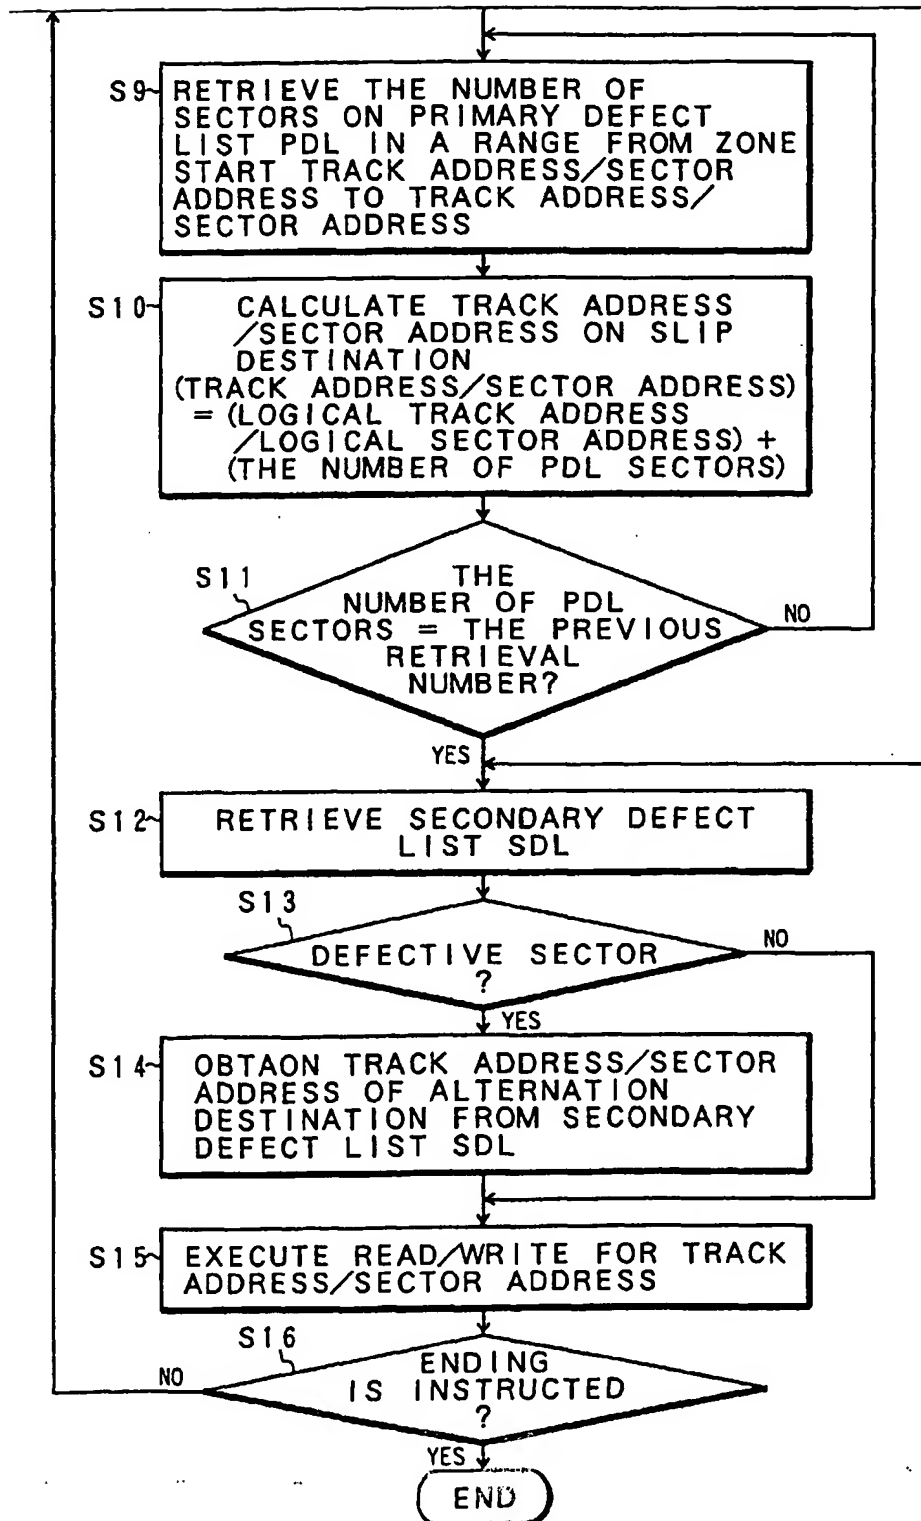 S9
RETRIEVE THE NUMBER OF
SECTORS ON PRIMARY DEFECT
LIST PDL IN A RANGE FROM ZONE
START TRACK ADDRESS/SECTOR
ADDRESS TO TRACK ADDRESS/
SECTOR ADDRESS
S10
CALCULATE TRACK ADDRESS
/SECTOR ADDRESS ON SLIP
DESTINATION
(TRACK ADDRESS/SECTOR ADDRESS)
= (LOGICAL TRACK ADDRESS
/LOGICAL SECTOR ADDRESS) +
(THE NUMBER OF PDL SECTORS)
S11
THE
NUMBER OF PDL
SECTORS = THE PREVIOUS
RETRIEVAL
NUMBER?
NO
YES
S12
RETRIEVE SECONDARY DEFECT
LIST SDL
S13
DEFECTIVE SECTOR
?
NO
YES
S14
OBTAON TRACK ADDRESS/SECTOR
ADDRESS OF ALTERNATION
DESTINATION FROM SECONDARY
DEFECT LIST SDL
S15
EXECUTE READ/WRITE FOR TRACK
ADDRESS/SECTOR ADDRESS
S16
ENDING
IS INSTRUCTED
?
NO
YES
END